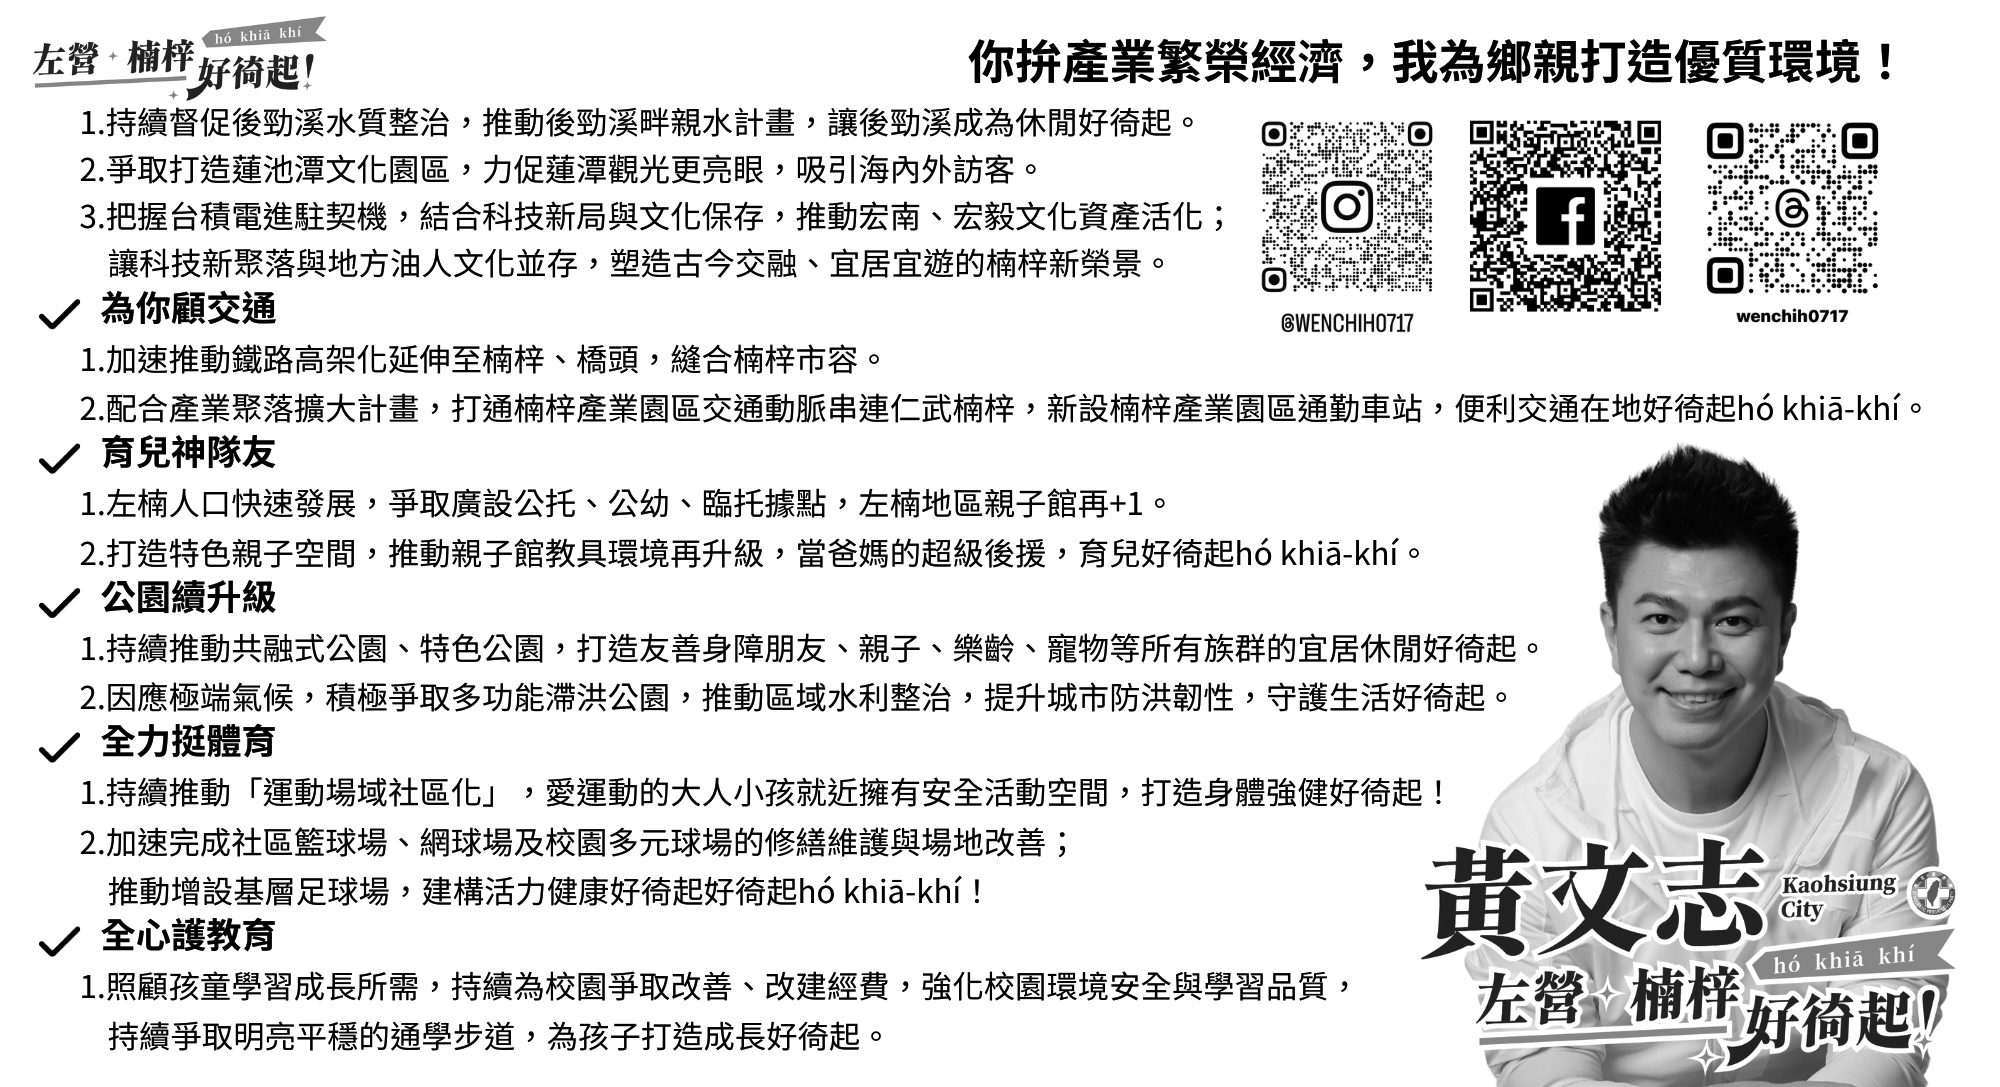 左營 楠梓 hó khiā khí
好徛起!
你拚產業繁榮經濟，我為鄉親打造優質環境！
1.持續督促後勁溪水質整治，推動後勁溪畔親水計畫，讓後勁溪成為休閒好徛起。
2.爭取打造蓮池潭文化園區，力促蓮潭觀光更亮眼，吸引海內外訪客。
3.把握台積電進駐契機，結合科技新局與文化保存，推動宏南、宏毅文化資產活化；
讓科技新聚落與地方油人文化並存，塑造古今交融、宜居宜遊的楠梓新榮景。
@WENCHIH0717
wenchih0717
為你顧交通
1.加速推動鐵路高架化延伸至楠梓、橋頭，縫合楠梓市容。
2.配合產業聚落擴大計畫，打通楠梓產業園區交通動脈串連仁武楠梓，新設楠梓產業園區通勤車站，便利交通在地好徛起hó khiā-khí。
育兒神隊友
1.左楠人口快速發展，爭取廣設公托、公幼、臨托據點，左楠地區親子館再+1。
2.打造特色親子空間，推動親子館教具環境再升級，當爸媽的超級後援，育兒好徛起hó khiā-khí。
公園續升級
1.持續推動共融式公園、特色公園，打造友善身障朋友、親子、樂齡、寵物等所有族群的宜居休閒好徛起。
2.因應極端氣候，積極爭取多功能滯洪公園，推動區域水利整治，提升城市防洪韌性，守護生活好徛起。
全力挺體育
1.持續推動「運動場域社區化」，愛運動的大人小孩就近擁有安全活動空間，打造身體強健好徛起！
2.加速完成社區籃球場、網球場及校園多元球場的修繕維護與場地改善；
推動增設基層足球場，建構活力健康好徛起好徛起hó khiā-khí！
全心護教育
1.照顧孩童學習成長所需，持續為校園爭取改善、改建經費，強化校園環境安全與學習品質，
持續爭取明亮平穩的通學步道，為孩子打造成長好徛起。
黃文志 Kaohsiung City
左營 楠梓 hó khiā khí
好徛起!